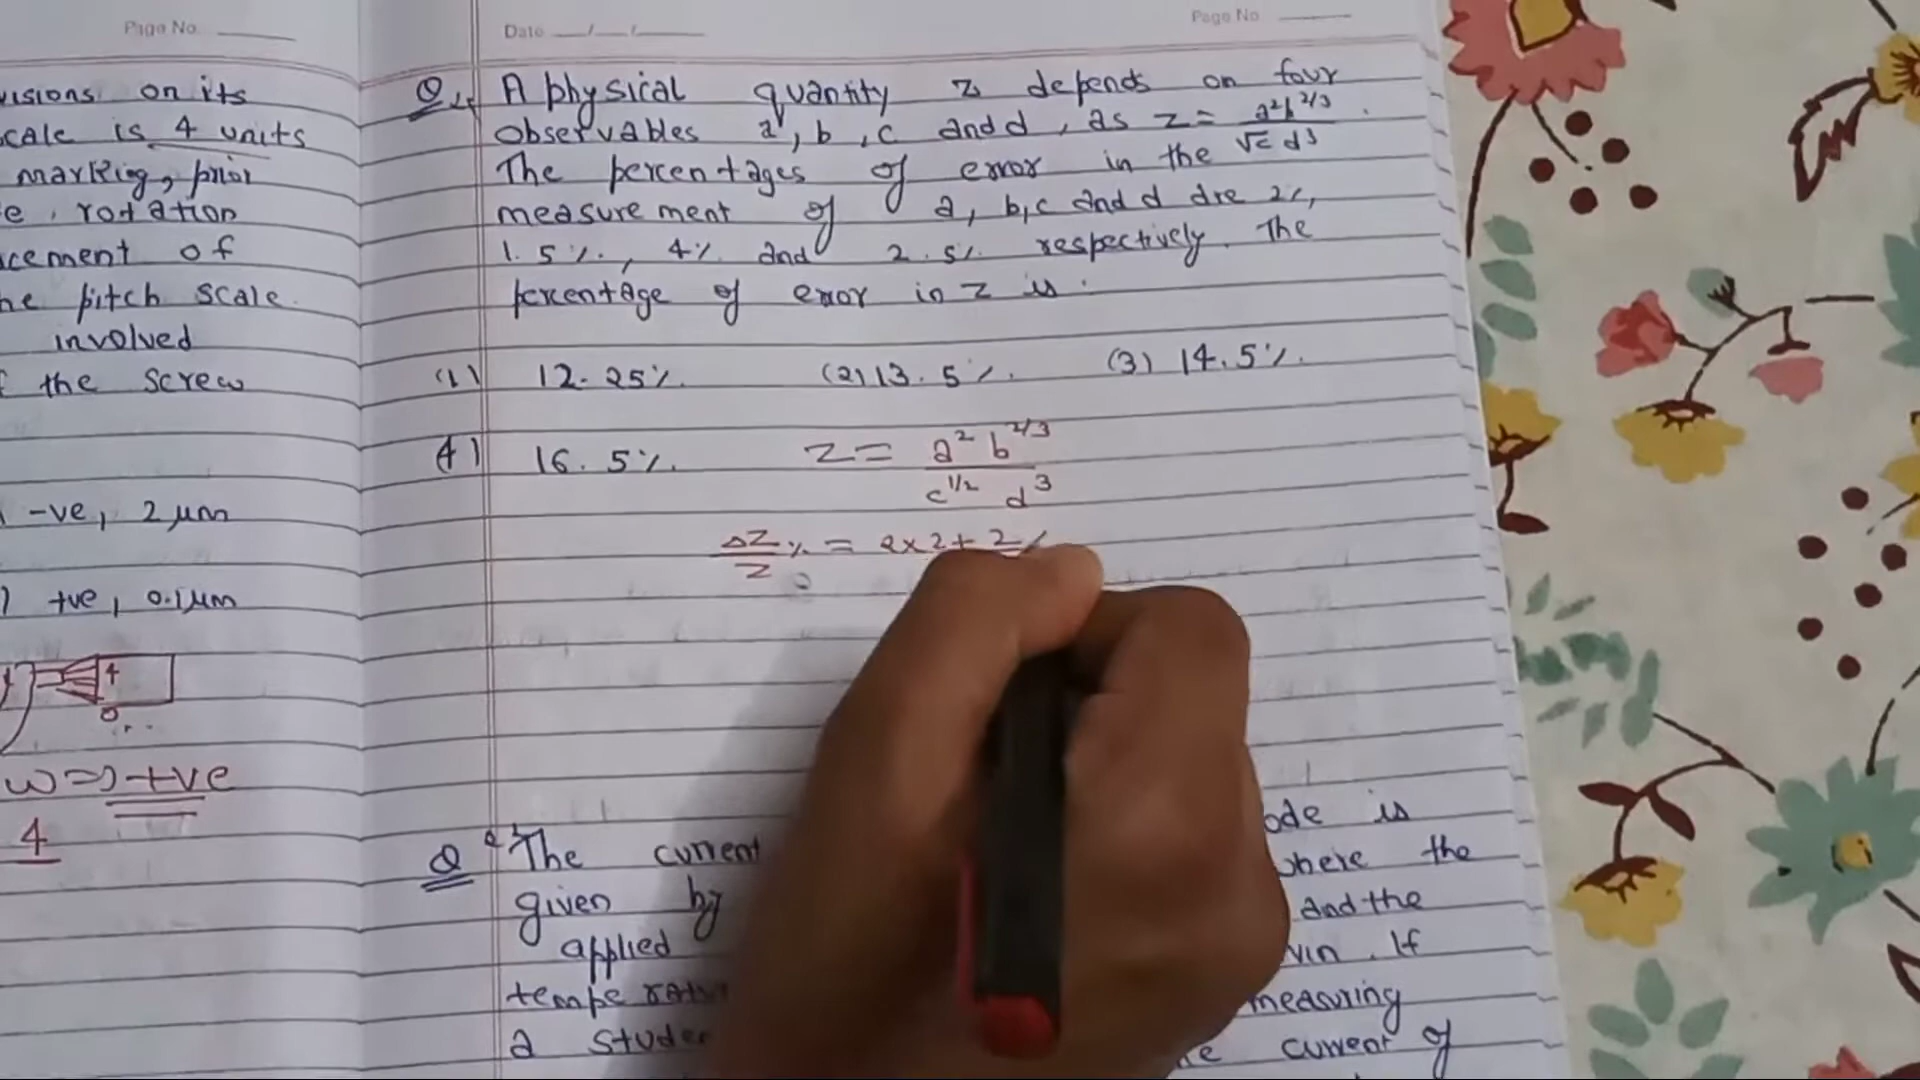 Page No.
Date
Page No
visions on its
cale is 4 units
marking, prior
e rotation
acement of
he pitch scale.
involved
f the screw
-ve, 2 µm
+ve, 0.1 µm
4
0
w => +ve
4
Q. A physical quantity z depends on four
observables a, b, c and d, as z = a²b^2/3 / √c d³.
The percentages of error in the
measurement of a, b, c and d are 2%,
1.5%, 4% and 2.5% respectively. The
percentage of error in z is.
(1) 12.25%. (2) 13.5%. (3) 14.5%.
(4) 16.5%.
z = a² b^2/3 / c^1/2 d³
ΔZ/Z % = 2×2 + 2/
Q The current ode is
given by where the
applied and the
vin. If
measuring
a current of